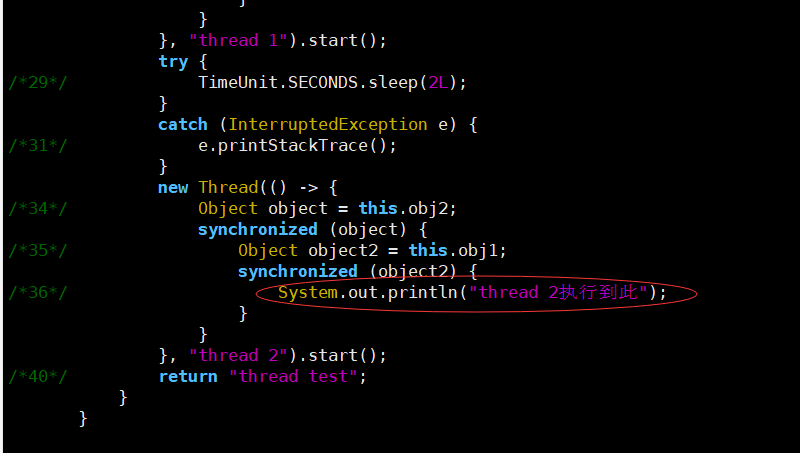 }
}
}, "thread 1").start();
try {
/*29*/ TimeUnit.SECONDS.sleep(2L);
}
catch (InterruptedException e) {
/*31*/ e.printStackTrace();
}
new Thread(() -> {
/*34*/ Object object = this.obj2;
synchronized (object) {
/*35*/ Object object2 = this.obj1;
synchronized (object2) {
/*36*/ System.out.println("thread 2执行到此");
}
}
}, "thread 2").start();
/*40*/ return "thread test";
}
}